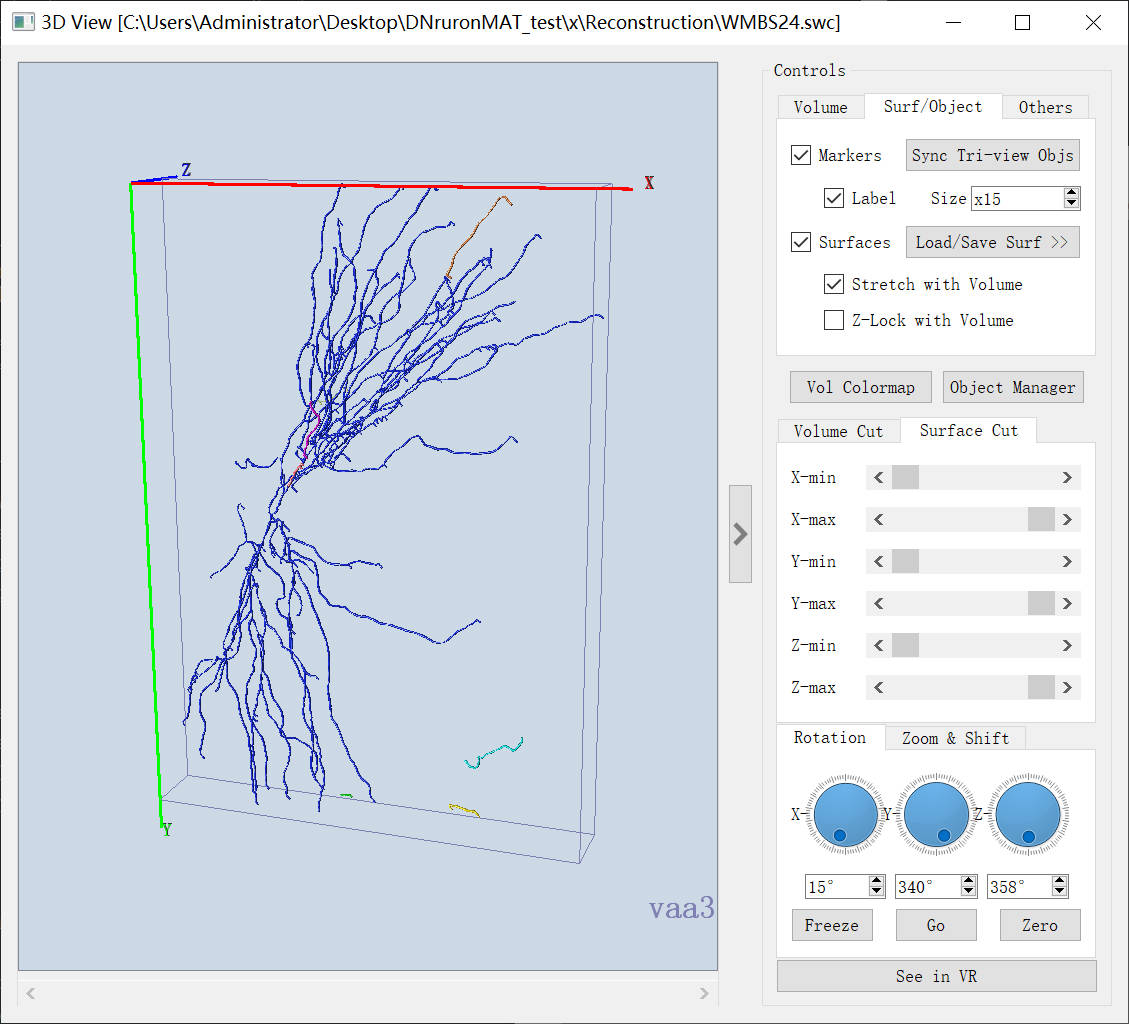 3D View [C:\Users\Administrator\Desktop\DNruronMAT_test\x\Reconstruction\WMBS24.swc]
Controls
Volume Surf/Object Others
Markers Sync Tri-view Objs
Label Size x15
Surfaces Load/Save Surf >>
Stretch with Volume
Z-Lock with Volume
Vol Colormap Object Manager
Volume Cut Surface Cut
X-min
X-max
Y-min
Y-max
Z-min
Z-max
Rotation Zoom & Shift
X- Y- Z-
15° 340° 358°
Freeze Go Zero
See in VR
Z
X
Y
vaa3